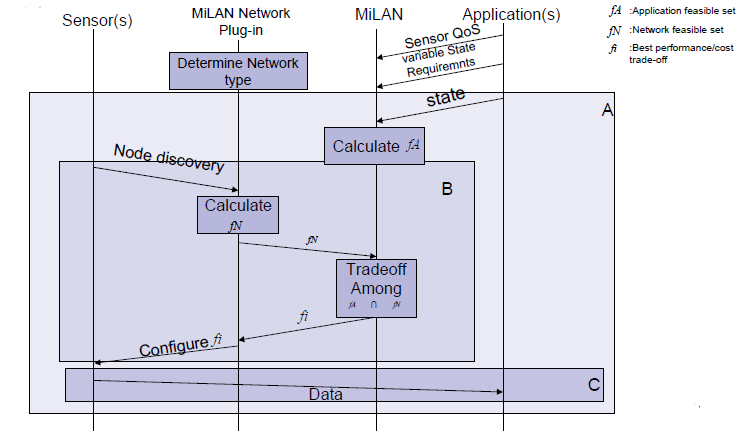 Sensor(s)
MiLAN Network
Plug-in
MiLAN
Application(s)
fA :Application feasible set
fN :Network feasible set
fi :Best performance/cost
trade-off
Sensor QoS
variable State
Requiremnts
Determine Network
type
state
A
Calculate fA
Node discovery
B
Calculate
fN
fN
Tradeoff
Among
fA ∩ fN
fi
Configure fi
C
Data